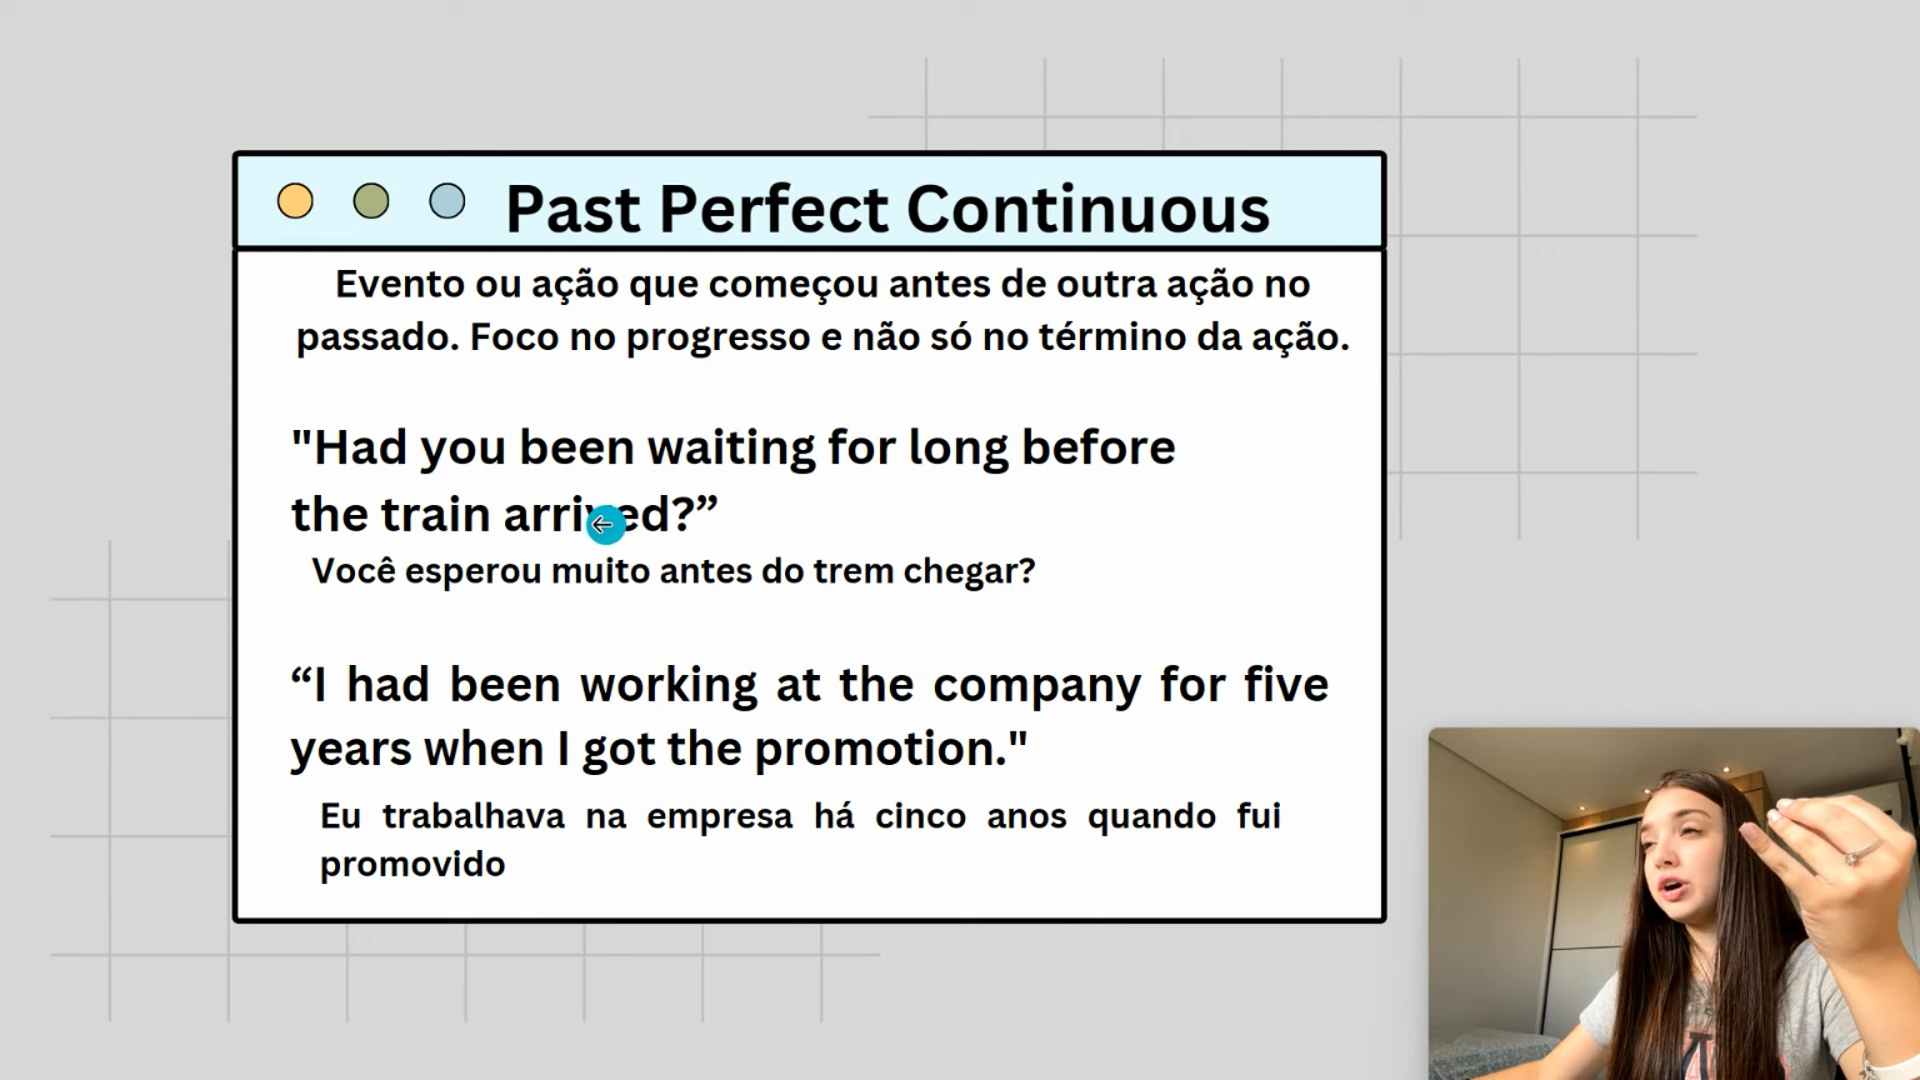 Past Perfect Continuous
Evento ou ação que começou antes de outra ação no
passado. Foco no progresso e não só no término da ação.
"Had you been waiting for long before
the train arrived?”
Você esperou muito antes do trem chegar?
“I had been working at the company for five
years when I got the promotion."
Eu trabalhava na empresa há cinco anos quando fui
promovido